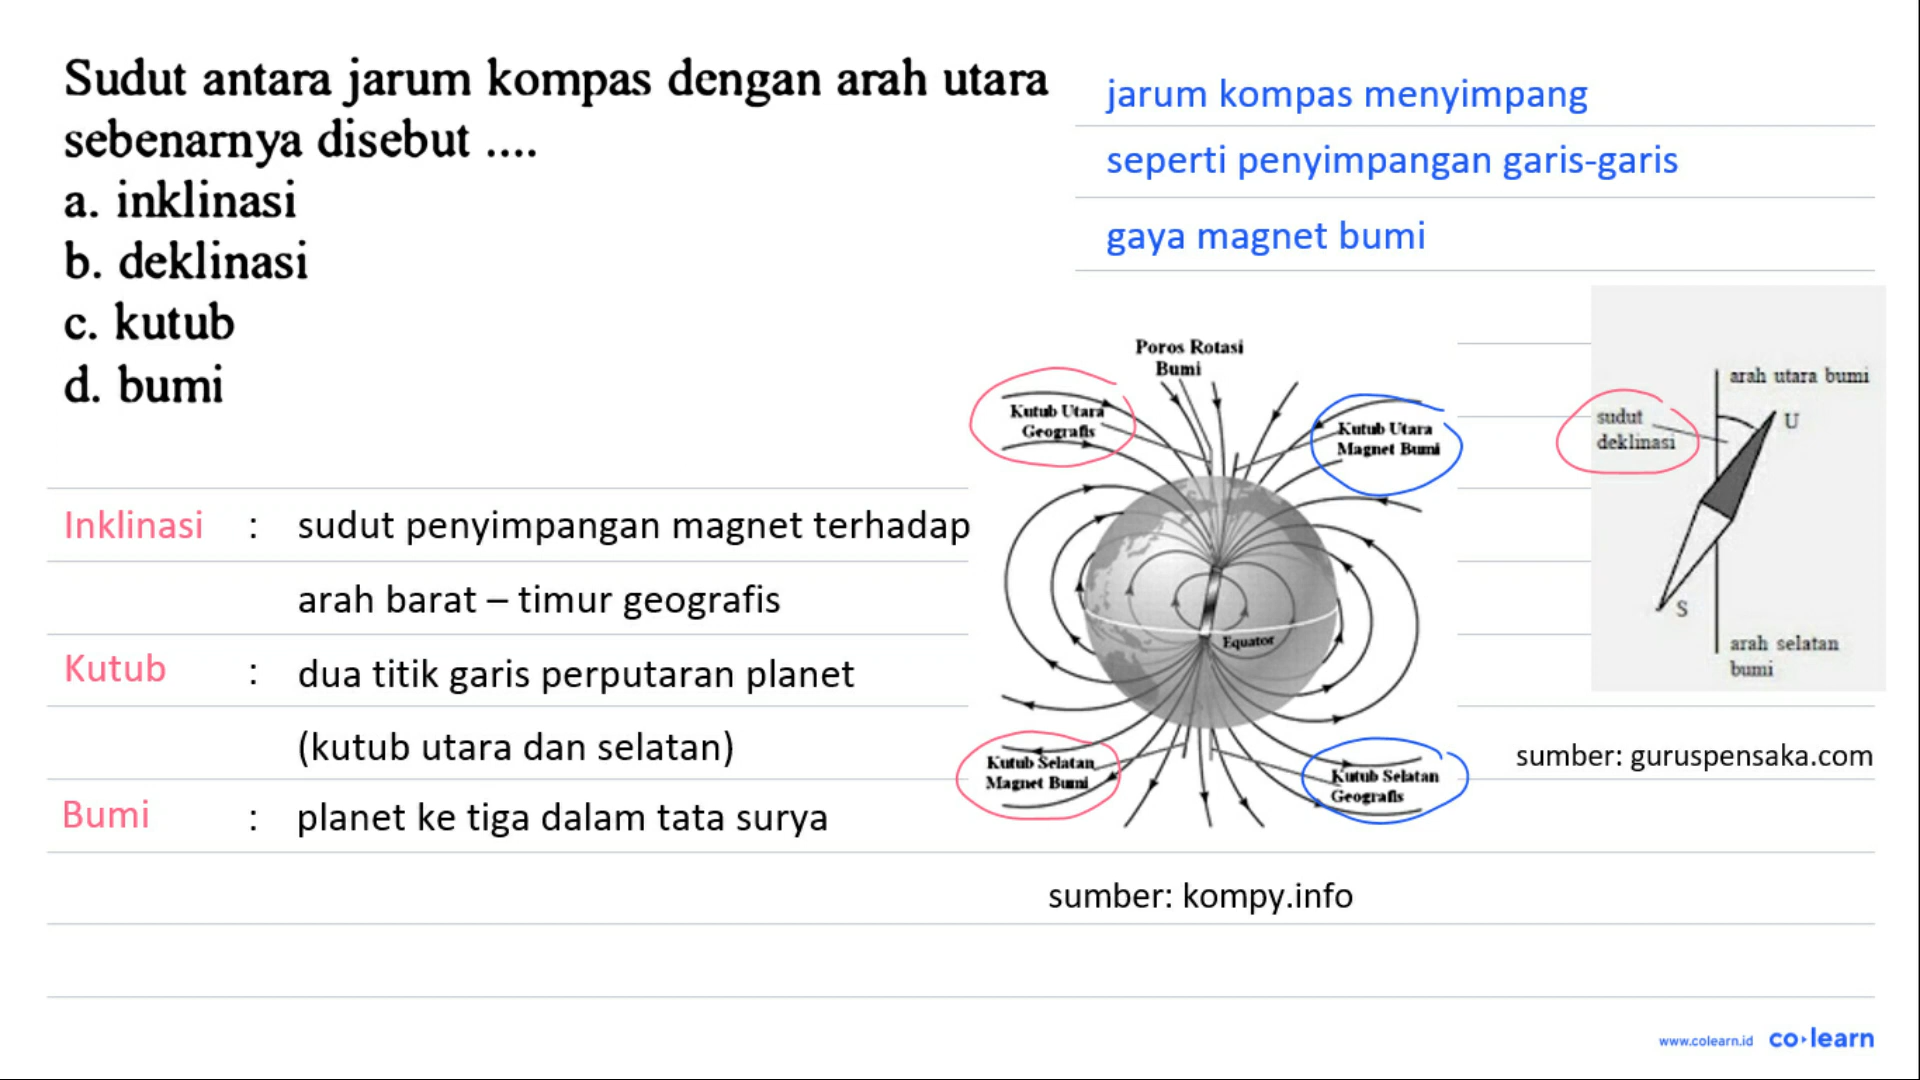 Sudut antara jarum kompas dengan arah utara
sebenarnya disebut ....
a. inklinasi
b. deklinasi
c. kutub
d. bumi
jarum kompas menyimpang
seperti penyimpangan garis-garis
gaya magnet bumi
Inklinasi : sudut penyimpangan magnet terhadap
arah barat – timur geografis
Kutub : dua titik garis perputaran planet
(kutub utara dan selatan)
Bumi : planet ke tiga dalam tata surya
Poros Rotasi
Bumi
Kutub Utara
Geografis
Kutub Utara
Magnet Bumi
Equator
Kutub Selatan
Magnet Bumi
Kutub Selatan
Geografis
sumber: kompy.info
arah utara bumi
sudut
deklinasi
U
S
arah selatan
bumi
sumber: guruspensaka.com
www.colearn.id co learn